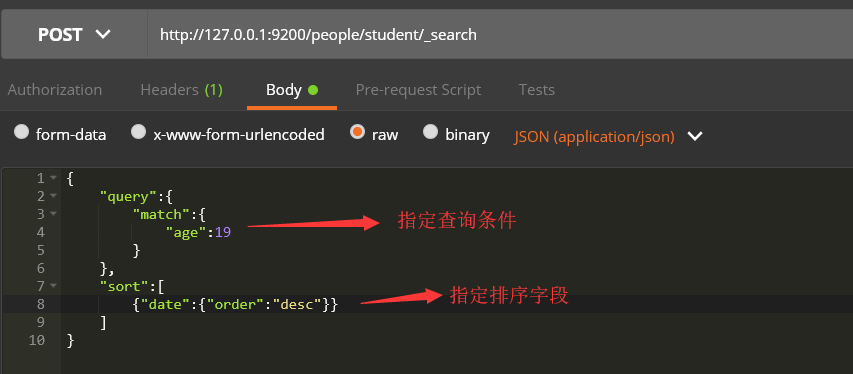 POST http://127.0.0.1:9200/people/student/_search
Authorization Headers (1) Body Pre-request Script Tests
form-data x-www-form-urlencoded raw binary JSON (application/json)
1 {
2 "query":{
3 "match":{
4 "age":19 指定查询条件
5 }
6 },
7 "sort":[
8 {"date":{"order":"desc"}} 指定排序字段
9 ]
10 }